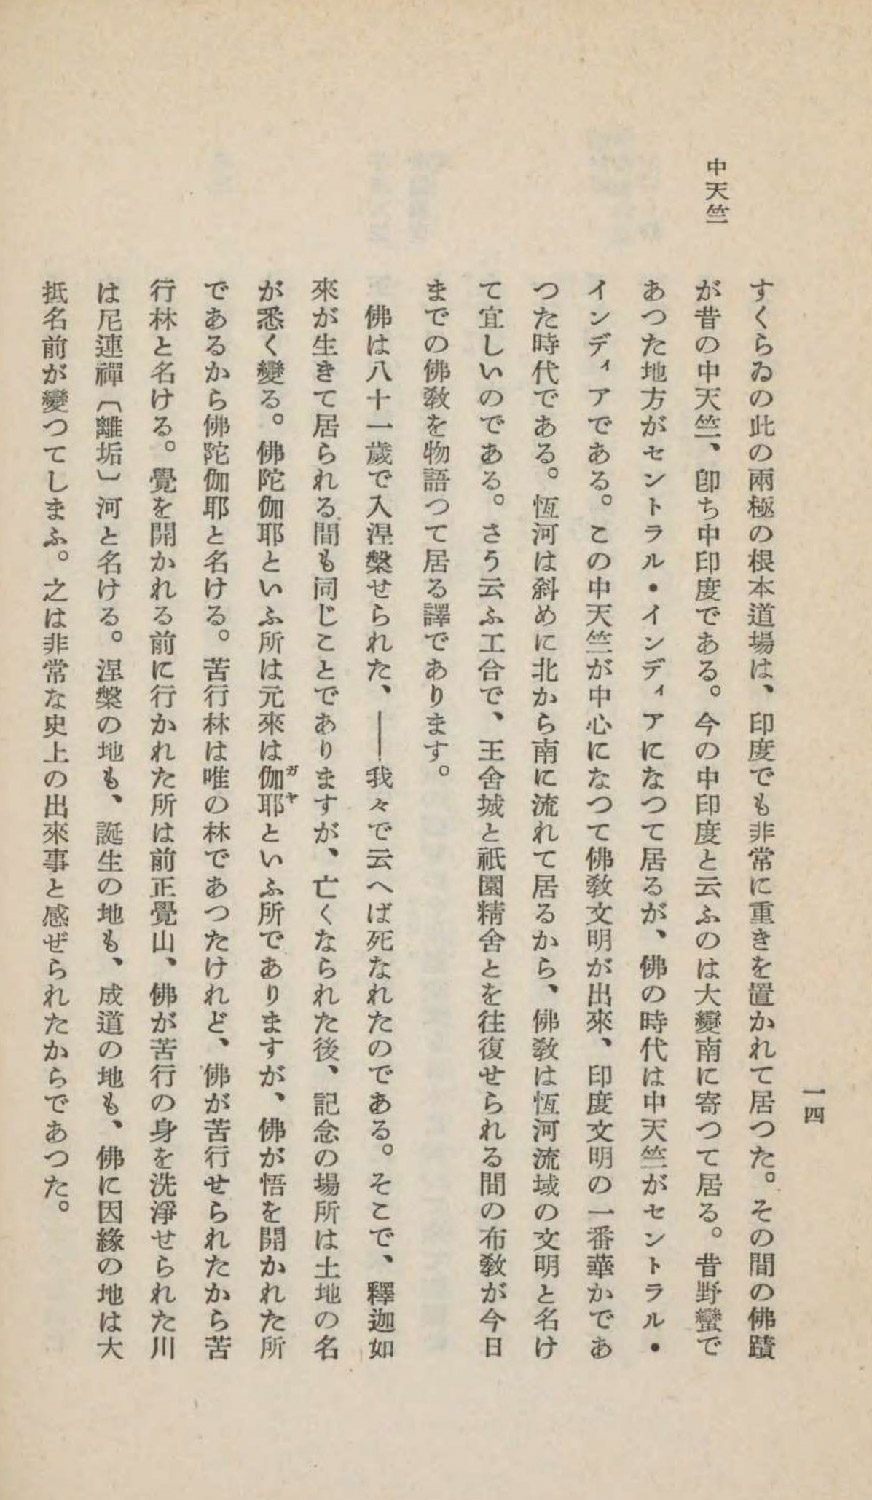 一四
中天竺
すくらゐの此の兩極の根本道場は、印度でも非常に重きを置かれて居つた。その間の佛蹟
が昔の中天竺、卽ち中印度である。今の中印度と云ふのは大變南に寄つて居る。昔野蠻で
あつた地方がセントラル・インディアになつて居るが、佛の時代は中天竺がセントラル・
インディアである。この中天竺が中心になつて佛敎文明が出來、印度文明の一番華かであ
つた時代である。恆河は斜めに北から南に流れて居るから、佛敎は恆河流域の文明と名け
て宜しいのである。さう云ふ工合で、王舍城と祇園精舍とを往復せられる間の布敎が今日
までの佛敎を物語つて居る譯であります。
佛は八十一歲で入涅槃せられた、――我々で云へば死なれたのである。そこで、釋迦如
來が生きて居られる間も同じことでありますが、亡くなられた後、記念の場所は土地の名
が悉く變る。佛陀伽耶といふ所は元來は伽耶ガヤといふ所でありますが、佛が悟を開かれた所
であるから佛陀伽耶と名ける。苦行林は唯の林であつたけれど、佛が苦行せられたから苦
行林と名ける。覺を開かれる前に行かれた所は前正覺山、佛が苦行の身を洗淨せられた川
は尼連禪〔離垢〕河と名ける。涅槃の地も、誕生の地も、成道の地も、佛に因緣の地は大
抵名前が變つてしまふ。之は非常な史上の出來事と感ぜられたからであつた。